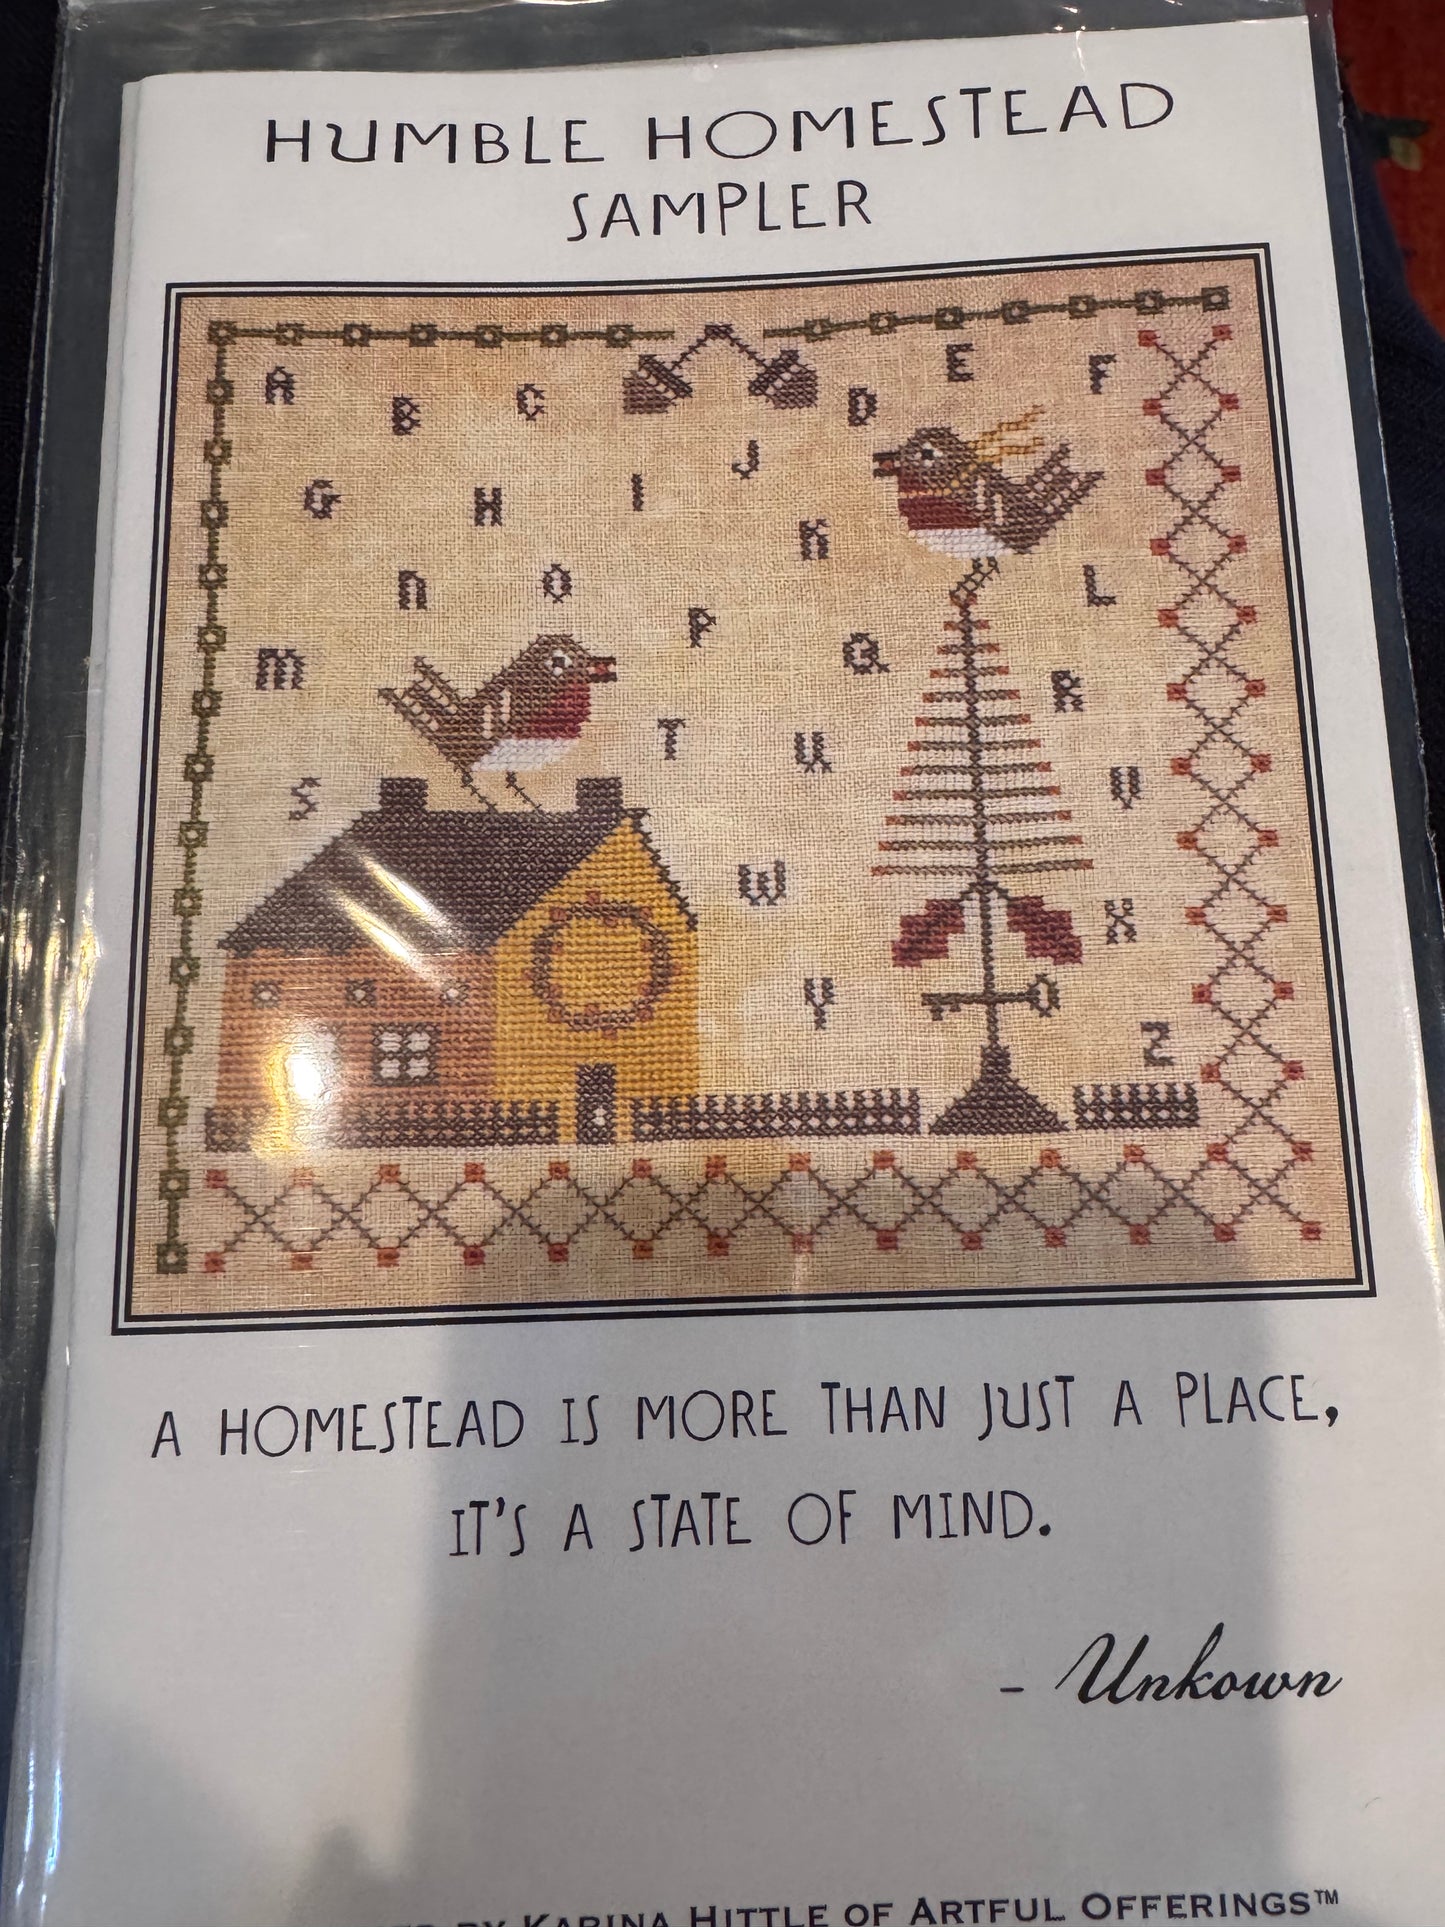 HUMBLE HOMESTEAD
SAMPLER
A B C D E F
G H I J K L
M N O P Q R
S T U V
W X
Y Z
A HOMESTEAD IS MORE THAN JUST A PLACE,
IT'S A STATE OF MIND.
- Unkown
BY KARINA HITTLE OF ARTFUL OFFERINGS™